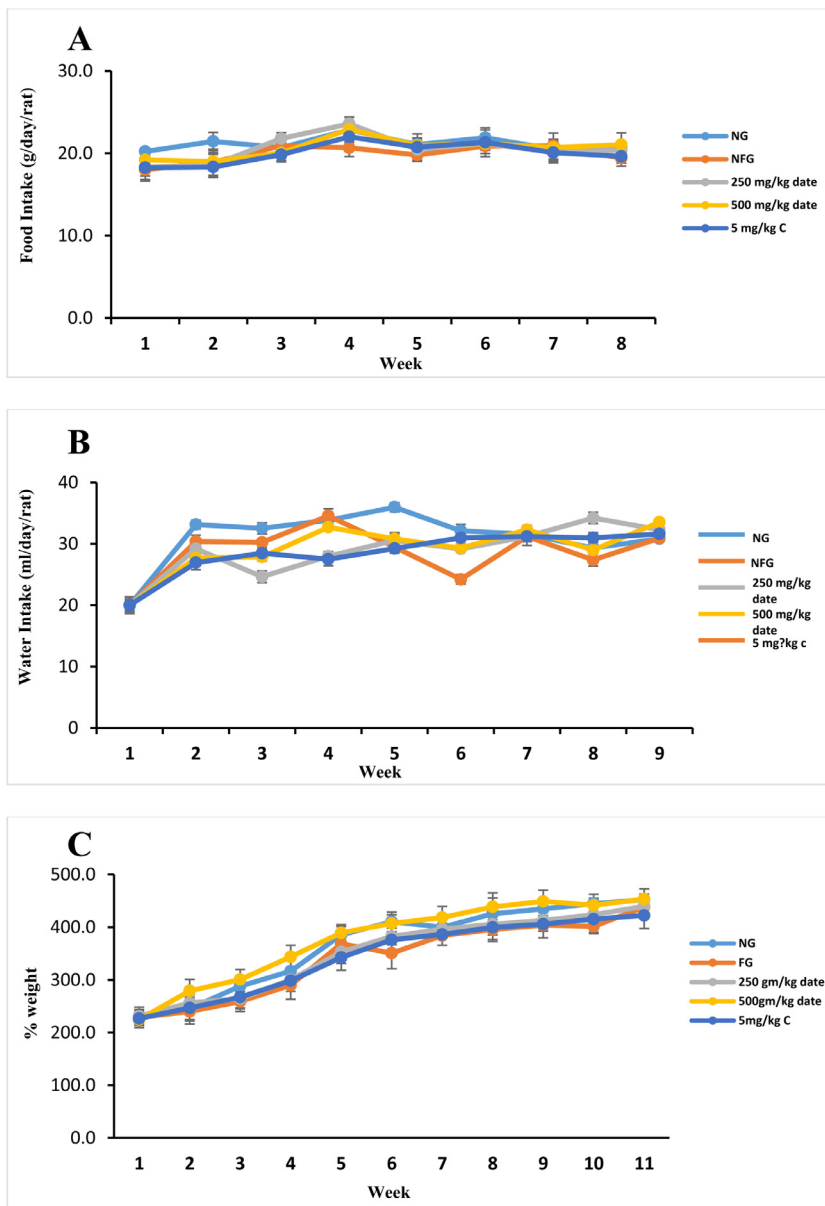 A
Food Intake (g/day/rat)
30.0
20.0
10.0
0.0
1 2 3 4 5 6 7 8
Week
NG
NFG
250 mg/kg date
500 mg/kg date
5 mg/kg C
B
Water Intake (ml/day/rat)
40
30
20
10
0
1 2 3 4 5 6 7 8 9
Week
NG
NFG
250 mg/kg
date
500 mg/kg
date
5 mg?kg c
C
% weight
500.0
400.0
300.0
200.0
100.0
0.0
1 2 3 4 5 6 7 8 9 10 11
Week
NG
FG
250 gm/kg date
500gm/kg date
5mg/kg C